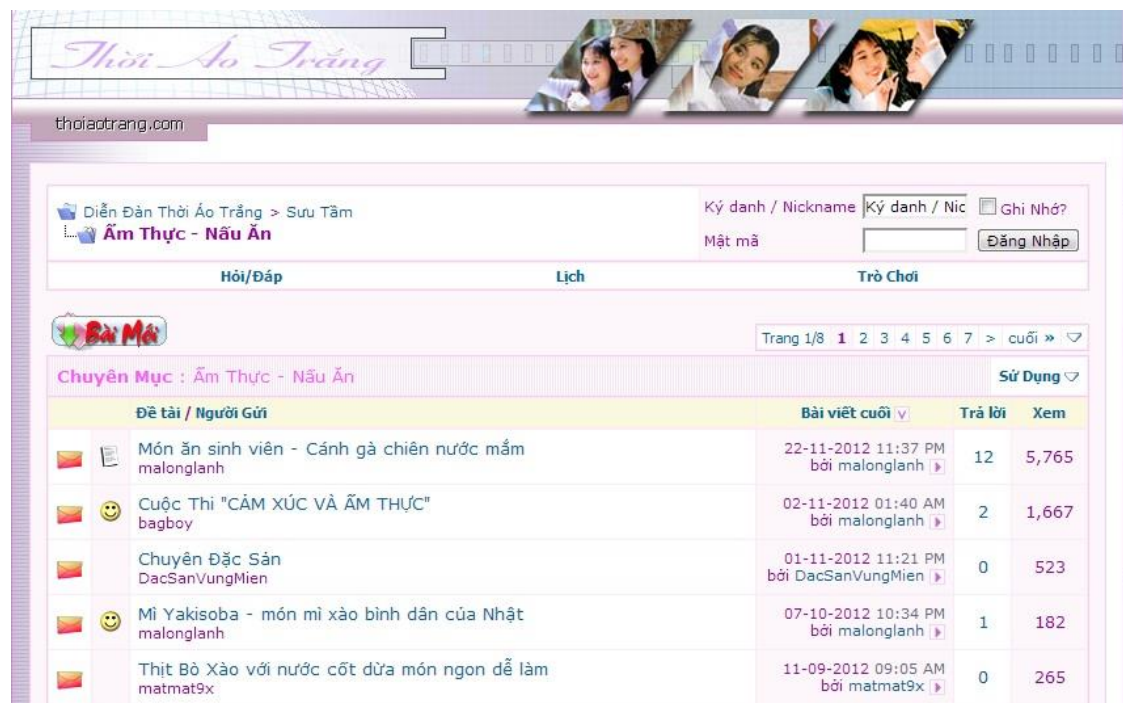 Thời Áo Trắng
thoiaotrang.com
Diễn Đàn Thời Áo Trắng > Sưu Tầm
Ẩm Thực - Nấu Ăn
Ký danh / Nickname Ký danh / Nic Ghi Nhớ?
Mật mã Đăng Nhập
Hỏi/Đáp Lịch Trò Chơi
Bài Mới
Trang 1/8 1 2 3 4 5 6 7 > cuối »
Chuyên Mục : Ẩm Thực - Nấu Ăn Sử Dụng
Đề tài / Người Gửi Bài viết cuối Trả lời Xem
Món ăn sinh viên - Cánh gà chiên nước mắm 22-11-2012 11:37 PM 12 5,765
malonglanh bởi malonglanh
Cuộc Thi "CẢM XÚC VÀ ẨM THỰC" 02-11-2012 01:40 AM 2 1,667
bagboy bởi malonglanh
Chuyên Đặc Sản 01-11-2012 11:21 PM 0 523
DacSanVungMien bởi DacSanVungMien
Mì Yakisoba - món mì xào bình dân của Nhật 07-10-2012 10:34 PM 1 182
malonglanh bởi malonglanh
Thịt Bò Xào với nước cốt dừa món ngon dễ làm 11-09-2012 09:05 AM 0 265
matmat9x bởi matmat9x